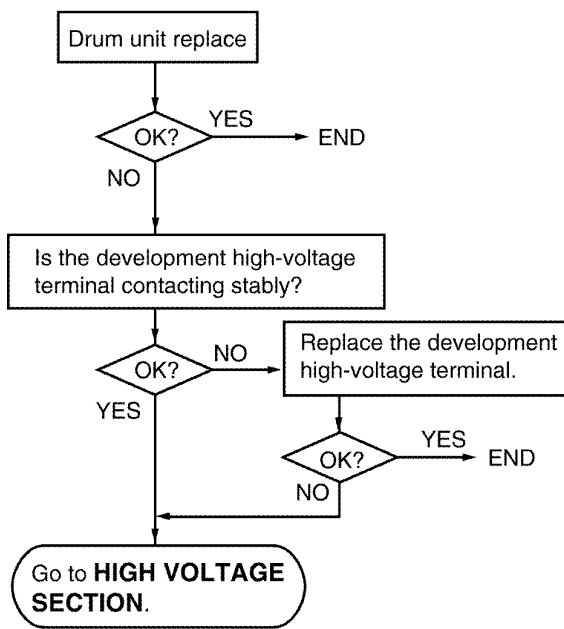 Drum unit replace
OK?
YES
END
NO
Is the development high-voltage
terminal contacting stably?
OK?
NO
Replace the development
high-voltage terminal.
YES
OK?
YES
END
NO
Go to HIGH VOLTAGE
SECTION.